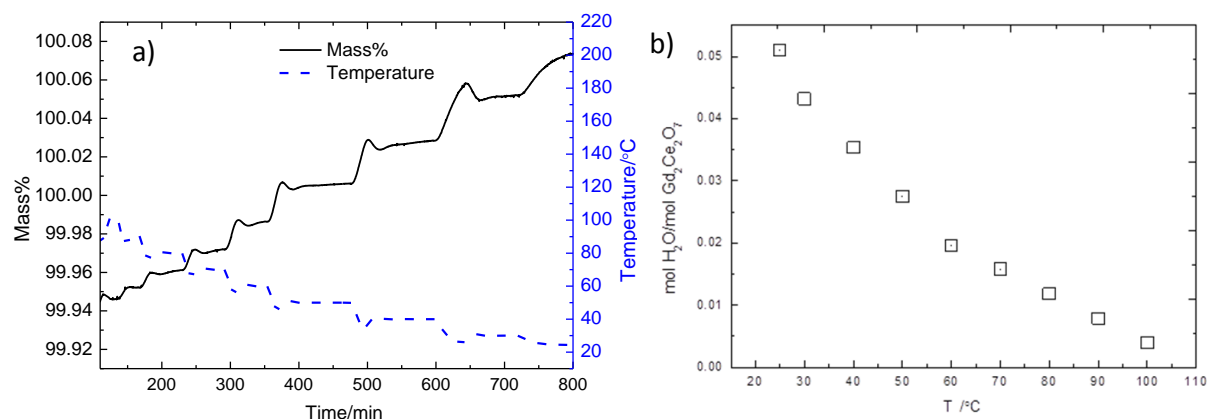 a)
Mass%
Temperature
100.08
100.06
100.04
100.02
100.00
99.98
99.96
99.94
99.92
Mass%
200 300 400 500 600 700 800
Time/min
220
200
180
160
140
120
100
80
60
40
20
Temperature/°C
b)
0.05
0.04
0.03
0.02
0.01
0.00
mol H₂O/mol Gd₂Ce₂O₇
20 30 40 50 60 70 80 90 100 110
T /°C